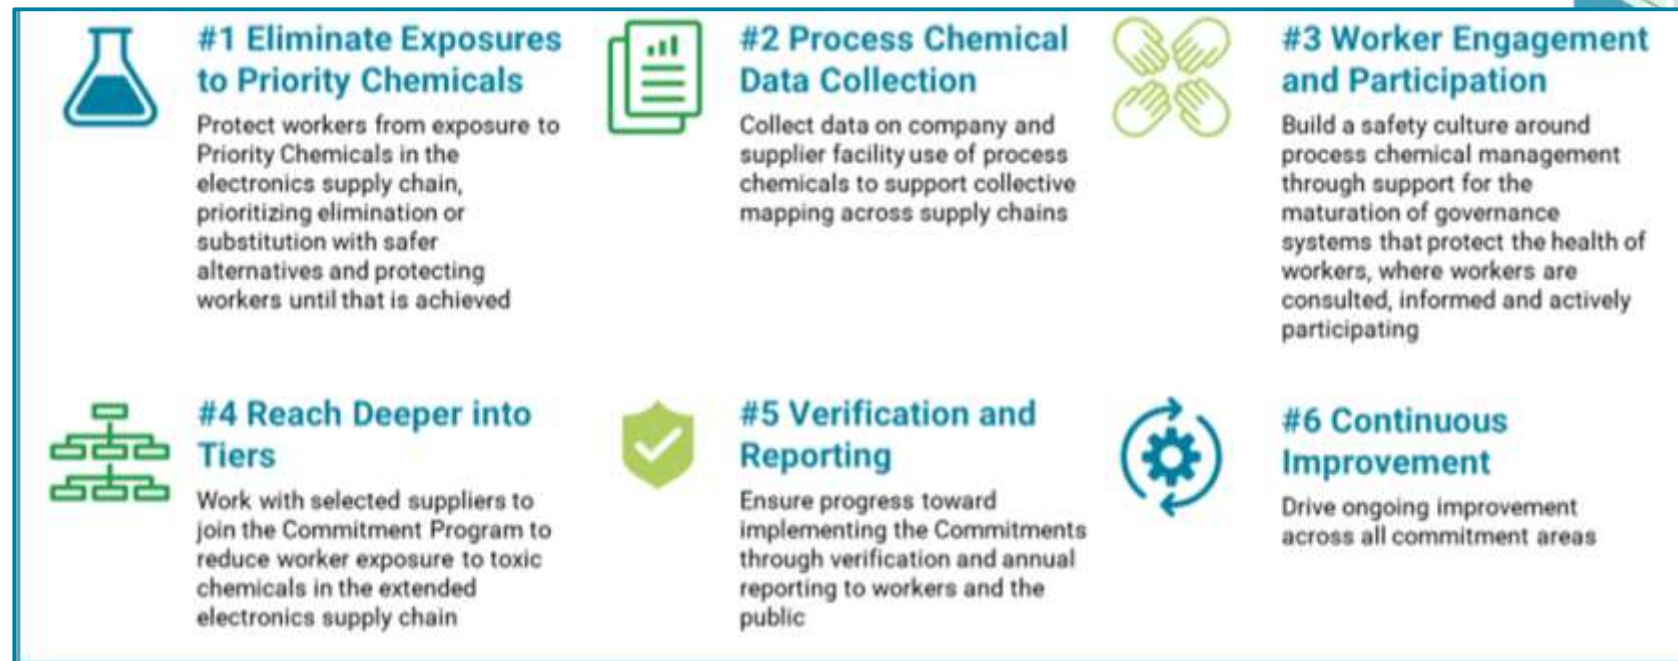 #1 Eliminate Exposures
to Priority Chemicals
Protect workers from exposure to
Priority Chemicals in the
electronics supply chain,
prioritizing elimination or
substitution with safer
alternatives and protecting
workers until that is achieved
#2 Process Chemical
Data Collection
Collect data on company and
supplier facility use of process
chemicals to support collective
mapping across supply chains
#3 Worker Engagement
and Participation
Build a safety culture around
process chemical management
through support for the
maturation of governance
systems that protect the health of
workers, where workers are
consulted, informed and actively
participating
#4 Reach Deeper into
Tiers
Work with selected suppliers to
join the Commitment Program to
reduce worker exposure to toxic
chemicals in the extended
electronics supply chain
#5 Verification and
Reporting
Ensure progress toward
implementing the Commitments
through verification and annual
reporting to workers and the
public
#6 Continuous
Improvement
Drive ongoing improvement
across all commitment areas